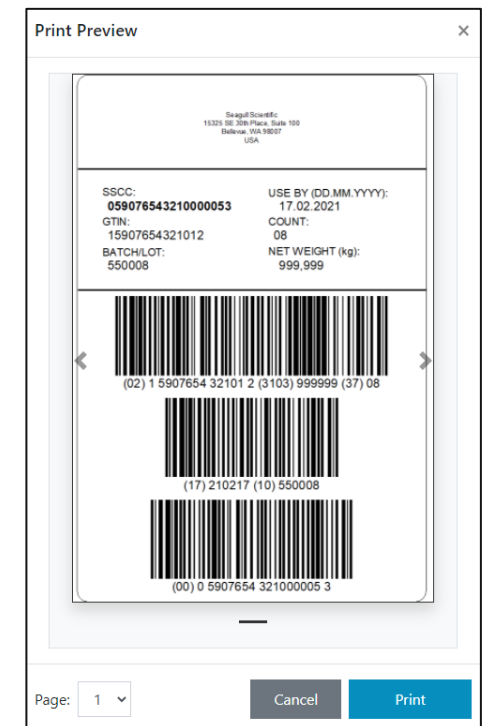 Print Preview ×
Seagull Scientific
15325 SE 30th Place, Suite 100
Bellevue, WA 98007
USA
SSCC: USE BY (DD.MM.YYYY):
059076543210000053 17.02.2021
GTIN: COUNT:
15907654321012 08
BATCH/LOT: NET WEIGHT (kg):
550008 999,999
(02) 1 5907654 32101 2 (3103) 999999 (37) 08
(17) 210217 (10) 550008
(00) 0 5907654 321000005 3
Page: 1 Cancel Print